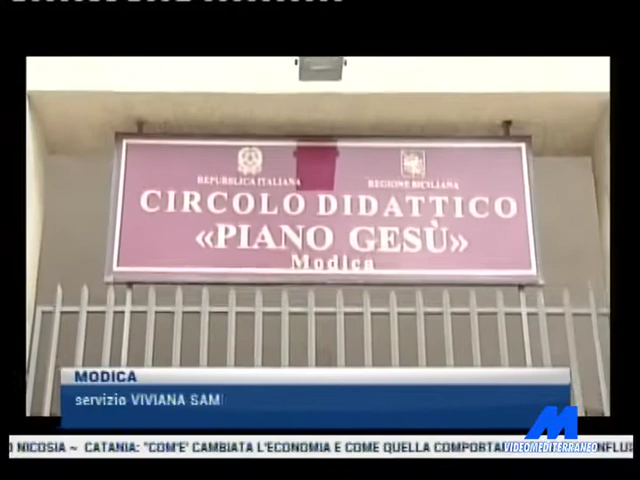 REPUBBLICA ITALIANA
REGIONE SICILIANA
CIRCOLO DIDATTICO
«PIANO GESÙ»
Modica
MODICA
servizio VIVIANA SAM
VIDEOMEDITERRANEO
O NICOSIA ~ CATANIA: "COM'E' CAMBIATA L'ECONOMIA E COME QUELLA COMPORTA